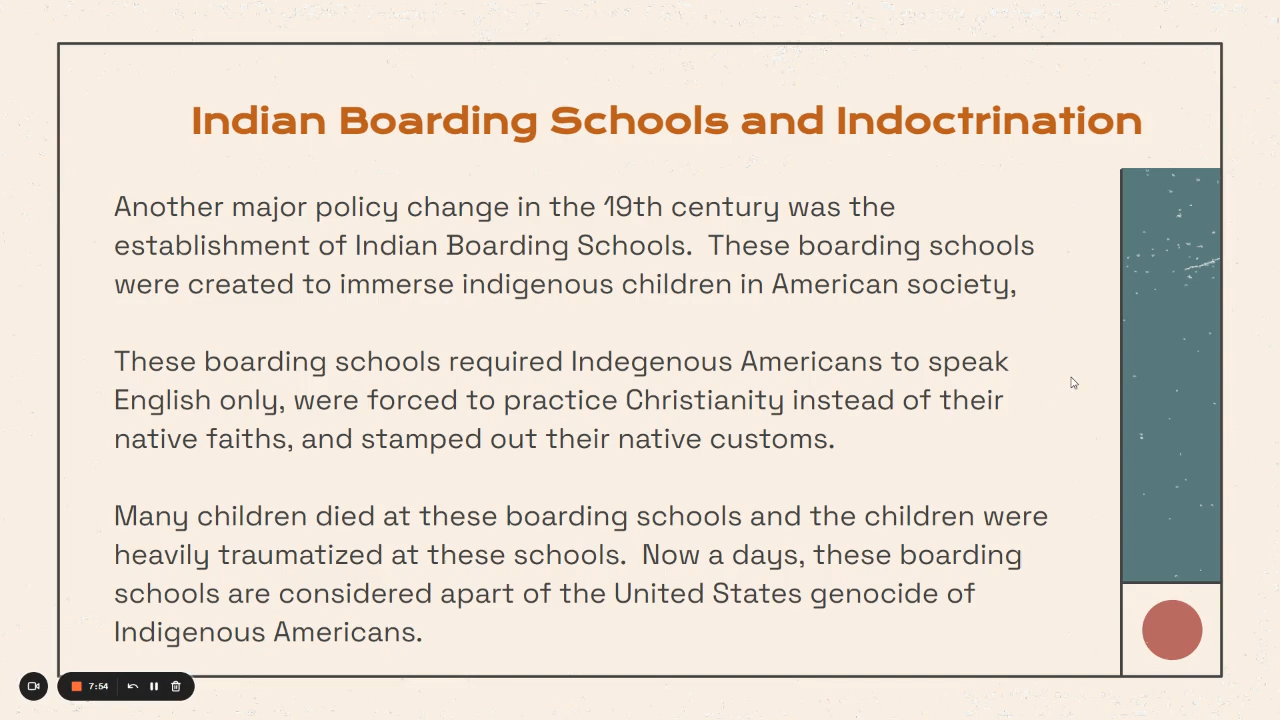 Indian Boarding Schools and Indoctrination
Another major policy change in the 19th century was the
establishment of Indian Boarding Schools.  These boarding schools
were created to immerse indigenous children in American society,
These boarding schools required Indegenous Americans to speak
English only, were forced to practice Christianity instead of their
native faiths, and stamped out their native customs.
Many children died at these boarding schools and the children were
heavily traumatized at these schools.  Now a days, these boarding
schools are considered apart of the United States genocide of
Indigenous Americans.
7:54